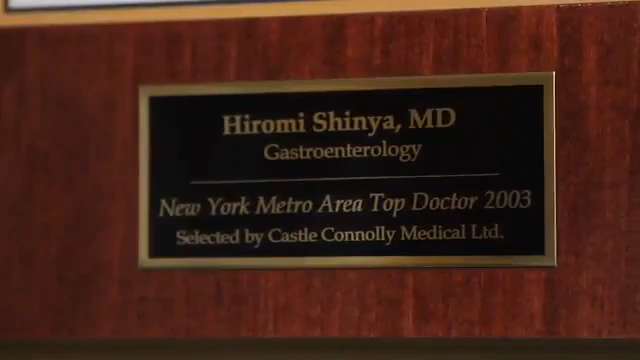 Hiromi Shinya, MD
Gastroenterology
New York Metro Area Top Doctor 2003
Selected by Castle Connolly Medical Ltd.